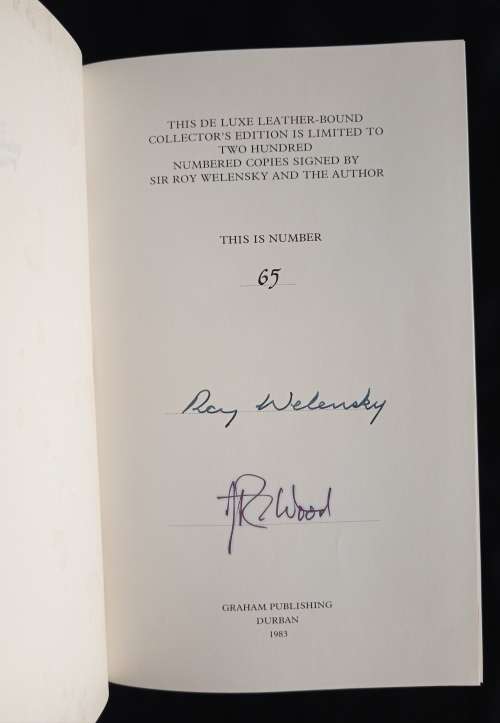 THIS DE LUXE LEATHER-BOUND
COLLECTOR'S EDITION IS LIMITED TO
TWO HUNDRED
NUMBERED COPIES SIGNED BY
SIR ROY WELENSKY AND THE AUTHOR
THIS IS NUMBER
65
Roy Welensky
JRT Wood
GRAHAM PUBLISHING
DURBAN
1983